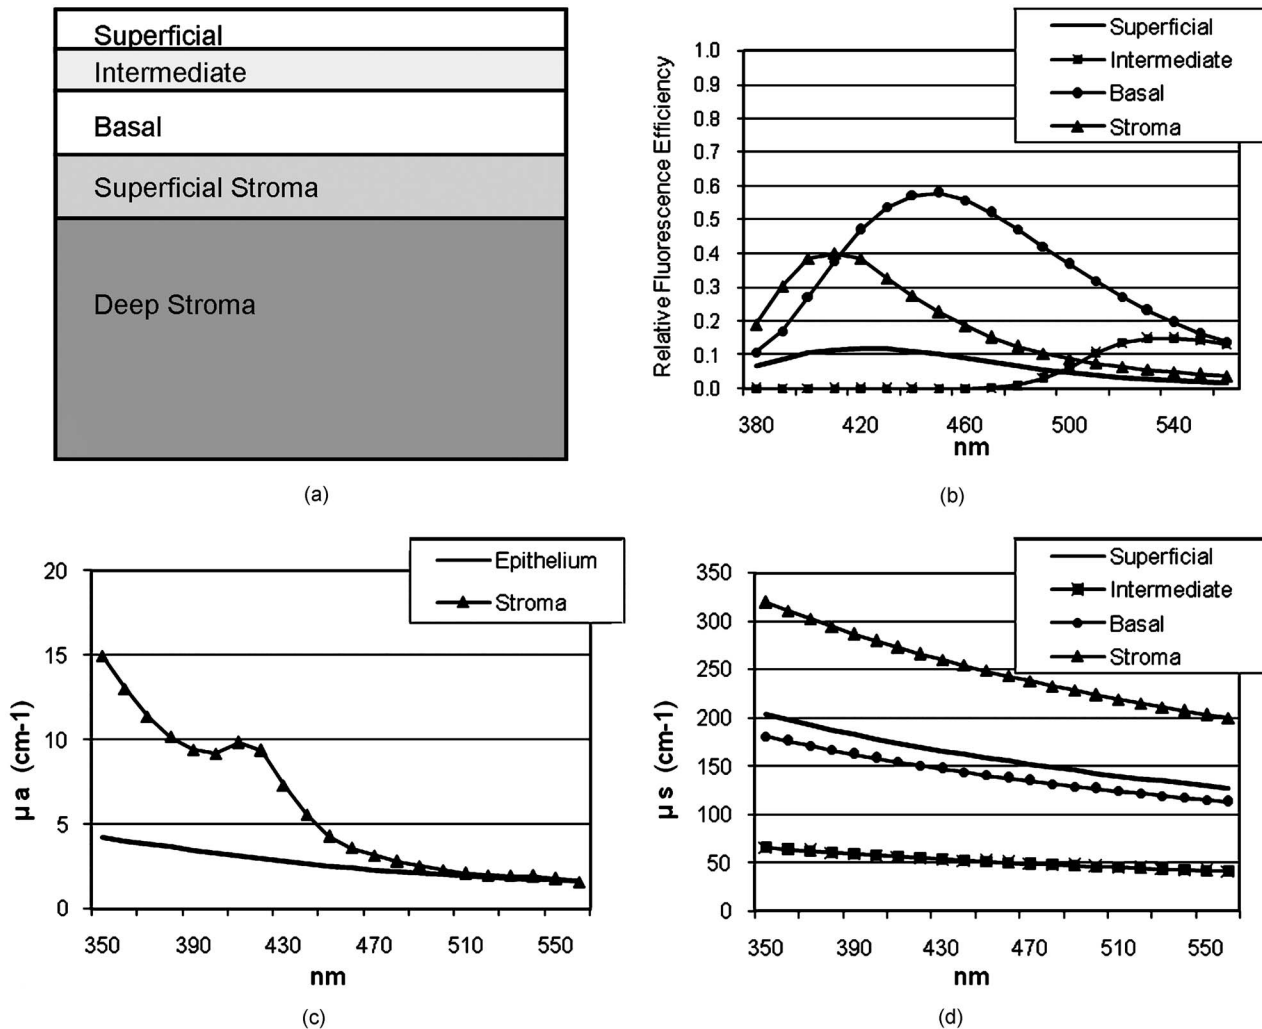 Superficial
Intermediate
Basal
Superficial Stroma
Deep Stroma
(a)
Superficial
Intermediate
Basal
Stroma
Relative Fluorescence Efficiency
1.0
0.9
0.8
0.7
0.6
0.5
0.4
0.3
0.2
0.1
0.0
380 420 460 500 540
nm
(b)
Epithelium
Stroma
μ a (cm-1)
20
15
10
5
0
350 390 430 470 510 550
nm
(c)
Superficial
Intermediate
Basal
Stroma
μ s (cm-1)
350
300
250
200
150
100
50
0
350 390 430 470 510 550
nm
(d)